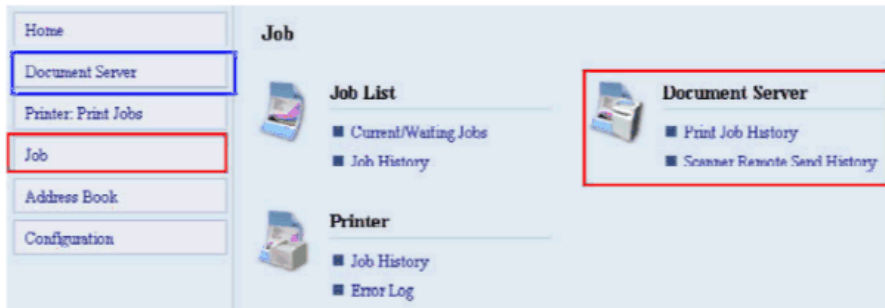 Home
Document Server
Printer: Print Jobs
Job
Address Book
Configuration
Job
Job List
Current/Waiting Jobs
Job History
Document Server
Print Job History
Scanner Remote Send History
Printer
Job History
Error Log